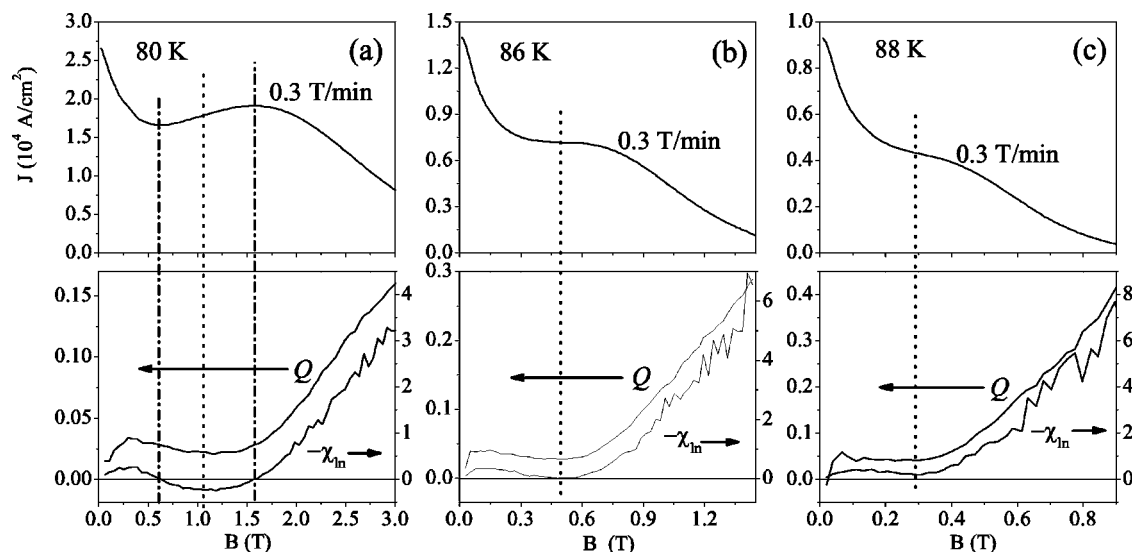 80 K
(a)
0.3 T/min
J (10⁴ A/cm²)
3.0
2.5
2.0
1.5
1.0
0.5
0.0
86 K
(b)
0.3 T/min
1.5
1.2
0.9
0.6
0.3
0.0
88 K
(c)
0.3 T/min
1.0
0.8
0.6
0.4
0.2
0.0
0.15
0.10
0.05
0.00
Q
−χln
4
3
2
1
0
0.0 0.5 1.0 1.5 2.0 2.5 3.0
B (T)
0.3
0.2
0.1
0.0
Q
−χln
6
4
2
0
0.0 0.3 0.6 0.9 1.2
B (T)
0.4
0.3
0.2
0.1
0.0
Q
−χln
8
6
4
2
0
0.0 0.2 0.4 0.6 0.8
B (T)